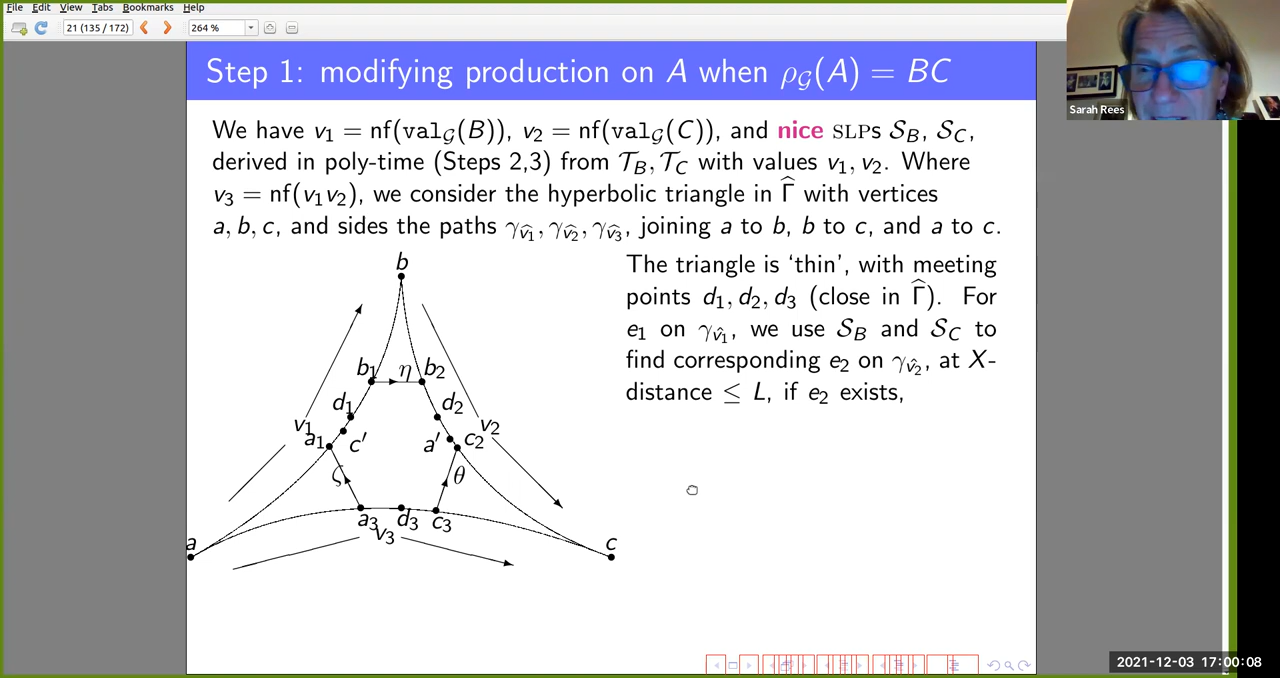 File Edit View Tabs Bookmarks Help
21 (135 / 172) 264 %
Sarah Rees
Step 1: modifying production on A when ρ_𝒢(A) = BC
We have v₁ = nf(val_𝒢(B)), v₂ = nf(val_𝒢(C)), and nice SLPs 𝒮_B, 𝒮_C,
derived in poly-time (Steps 2,3) from 𝒯_B, 𝒯_C with values v₁, v₂. Where
v₃ = nf(v₁v₂), we consider the hyperbolic triangle in Γ̂ with vertices
a, b, c, and sides the paths γ_v̂₁, γ_v̂₂, γ_v̂₃, joining a to b, b to c, and a to c.
The triangle is ‘thin’, with meeting
points d₁, d₂, d₃ (close in Γ̂). For
e₁ on γ_v̂₁, we use 𝒮_B and 𝒮_C to
find corresponding e₂ on γ_v̂₂, at X-
distance ≤ L, if e₂ exists,
b
b₁ η b₂
d₁ d₂
v₁ v₂
a₁ c′ a′ c₂
ζ θ
a₃ d₃ c₃
v₃
a c
2021-12-03 17:00:08